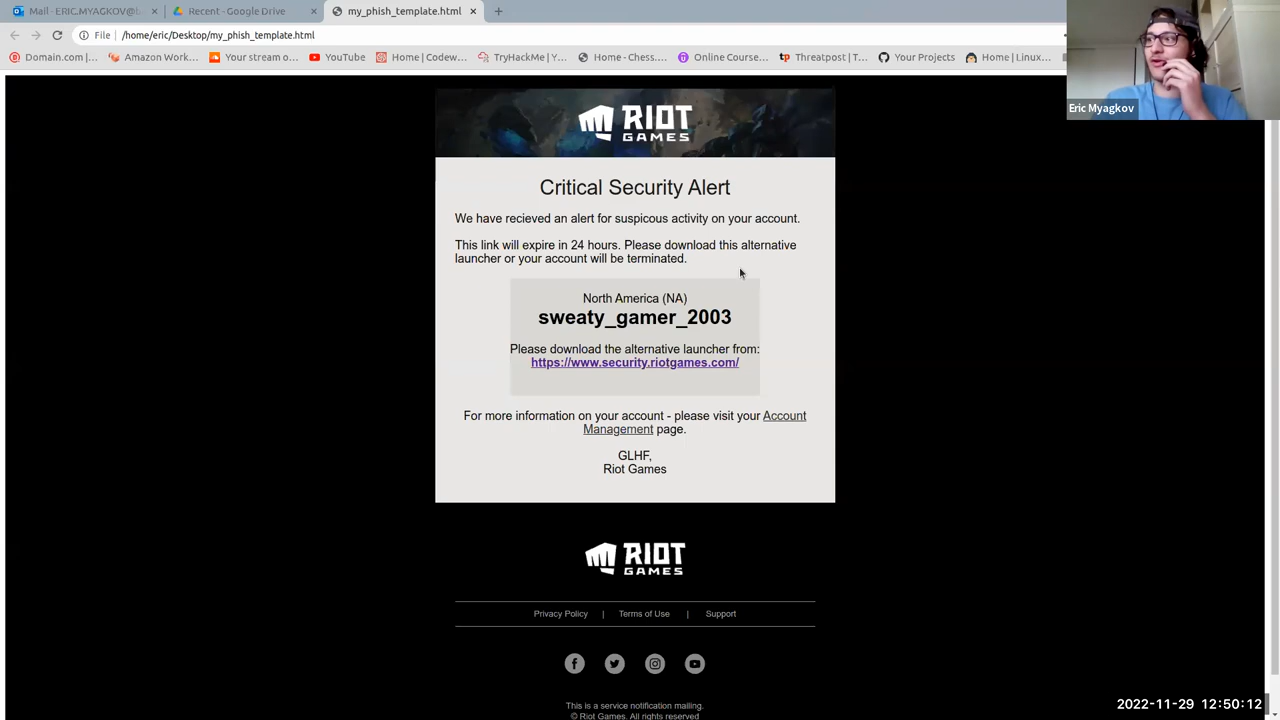 Mail - ERIC.MYAGKOV@b
Recent - Google Drive
my_phish_template.html
File
/home/eric/Desktop/my_phish_template.html
Domain.com |...
Amazon Work...
Your stream o...
YouTube
Home | Codewi
TryHackMe | Y...
Home - Chess....
Online Course...
Threatpost | T...
Your Projects
Home | Linux...
Eric Myagkov
RIOT
GAMES
Critical Security Alert
We have recieved an alert for suspicous activity on your account.
This link will expire in 24 hours. Please download this alternative
launcher or your account will be terminated.
North America (NA)
sweaty_gamer_2003
Please download the alternative launcher from:
https://www.security.riotgames.com/
For more information on your account - please visit your Account
Management page.
GLHF,
Riot Games
RIOT
GAMES
Privacy Policy | Terms of Use | Support
This is a service notification mailing.
© Riot Games. All rights reserved
2022-11-29 12:50:12